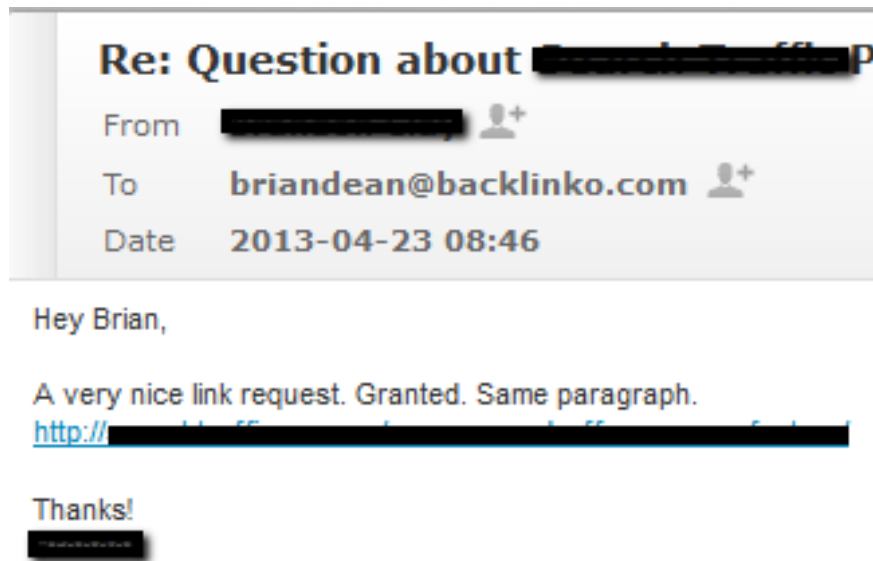 Re: Question about P
From
To briandean@backlinko.com
Date 2013-04-23 08:46
Hey Brian,
A very nice link request. Granted. Same paragraph.
http://
Thanks!